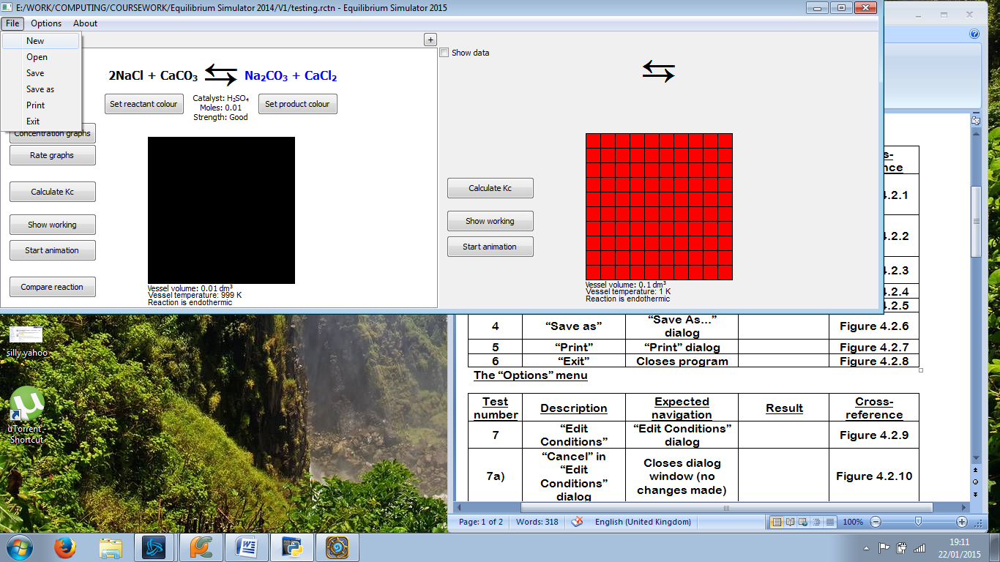 E:/WORK/COMPUTING/COURSEWORK/Equilibrium Simulator 2014/V1/testing.rctn - Equilibrium Simulator 2015
File Options About
New
Open
Save
Save as
Print
Exit
+
2NaCl + CaCO₃ ⇆ Na₂CO₃ + CaCl₂
Set reactant colour
Catalyst: H₂SO₄
Moles: 0.01
Strength: Good
Set product colour
Concentration graphs
Rate graphs
Calculate Kc
Show working
Start animation
Compare reaction
Vessel volume: 0.01 dm³
Vessel temperature: 999 K
Reaction is endothermic
Show data
⇆
Calculate Kc
Show working
Start animation
Vessel volume: 0.1 dm³
Vessel temperature: 1 K
Reaction is endothermic
s-
nce
4.2.1
4.2.2
4.2.3
4.2.4
4.2.5
4 “Save as” “Save As...” dialog Figure 4.2.6
5 “Print” “Print” dialog Figure 4.2.7
6 “Exit” Closes program Figure 4.2.8
The “Options” menu
Test number Description Expected navigation Result Cross-reference
7 “Edit Conditions” “Edit Conditions” dialog Figure 4.2.9
7a) “Cancel” in “Edit Conditions” dialog Closes dialog window (no changes made) Figure 4.2.10
Page: 1 of 2 Words: 318 English (United Kingdom) 100%
silly yahoo
uTorrent -
Shortcut
19:11
22/01/2015